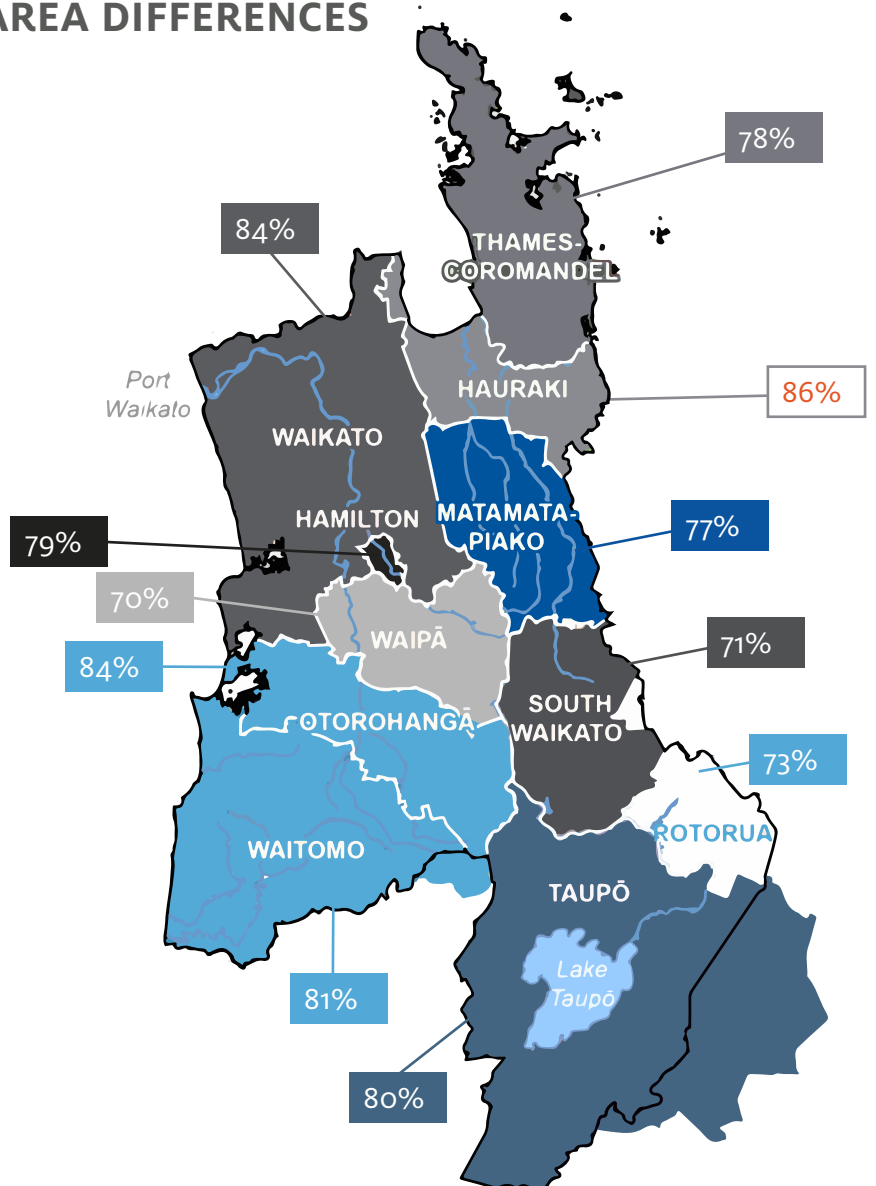 AREA DIFFERENCES
78%
84%
THAMES-
COROMANDEL
Port
Waikato
HAURAKI
86%
WAIKATO
HAMILTON
MATAMATA-
PIAKO
77%
79%
70%
WAIPĀ
71%
84%
SOUTH
WAIKATO
OTOROHANGĀ
73%
ROTORUA
WAITOMO
TAUPŌ
Lake
Taupō
81%
80%